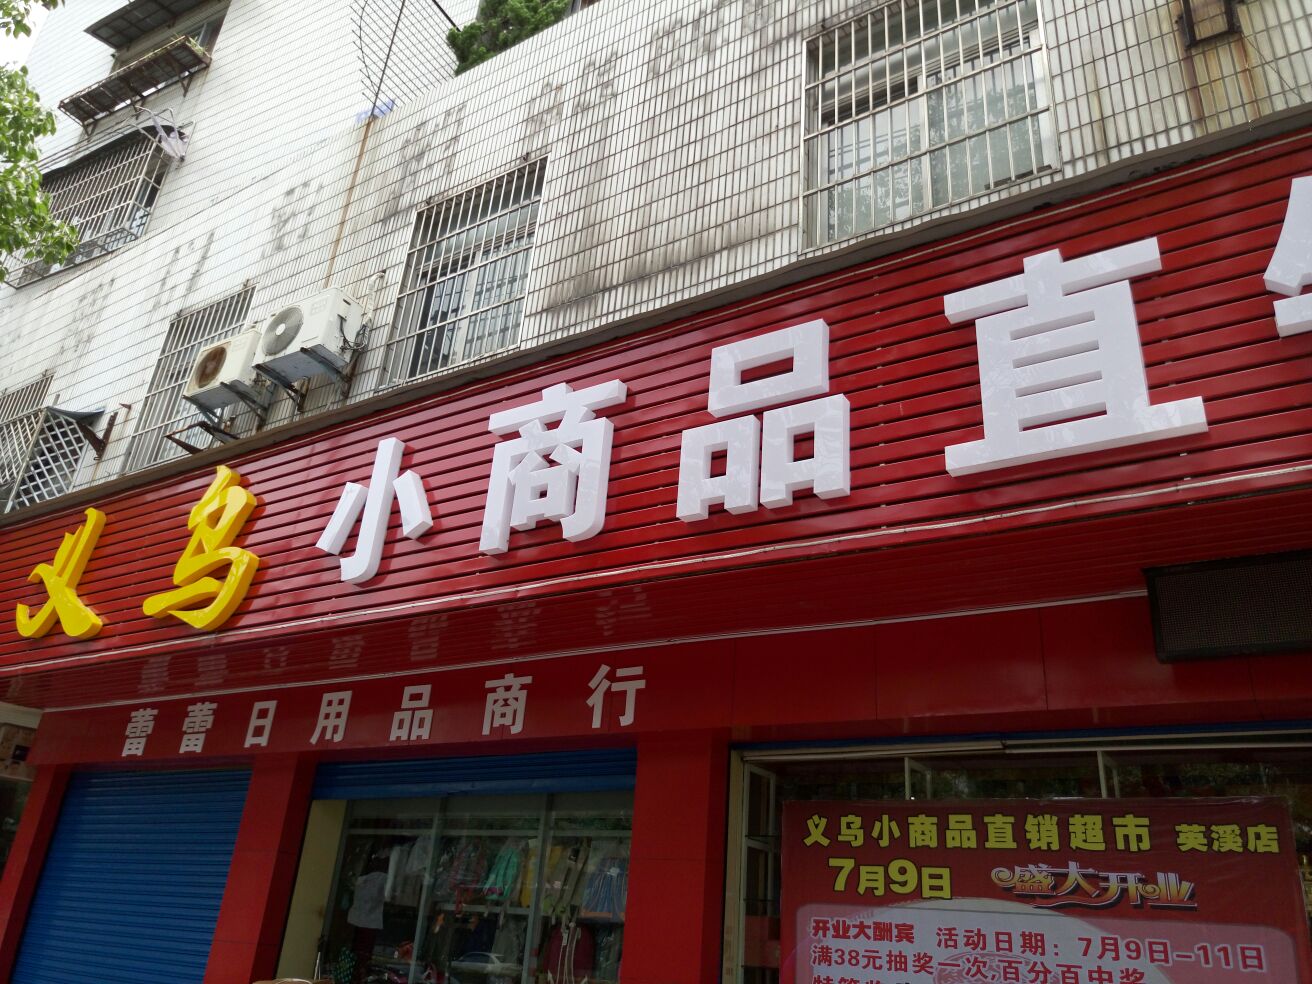 义乌小商品直
蕾蕾日用品商行
义乌小商品直销超市 英溪店
7月9日 盛大开业
开业大酬宾 活动日期：7月9日-11日
满38元抽奖一次,百分百中奖